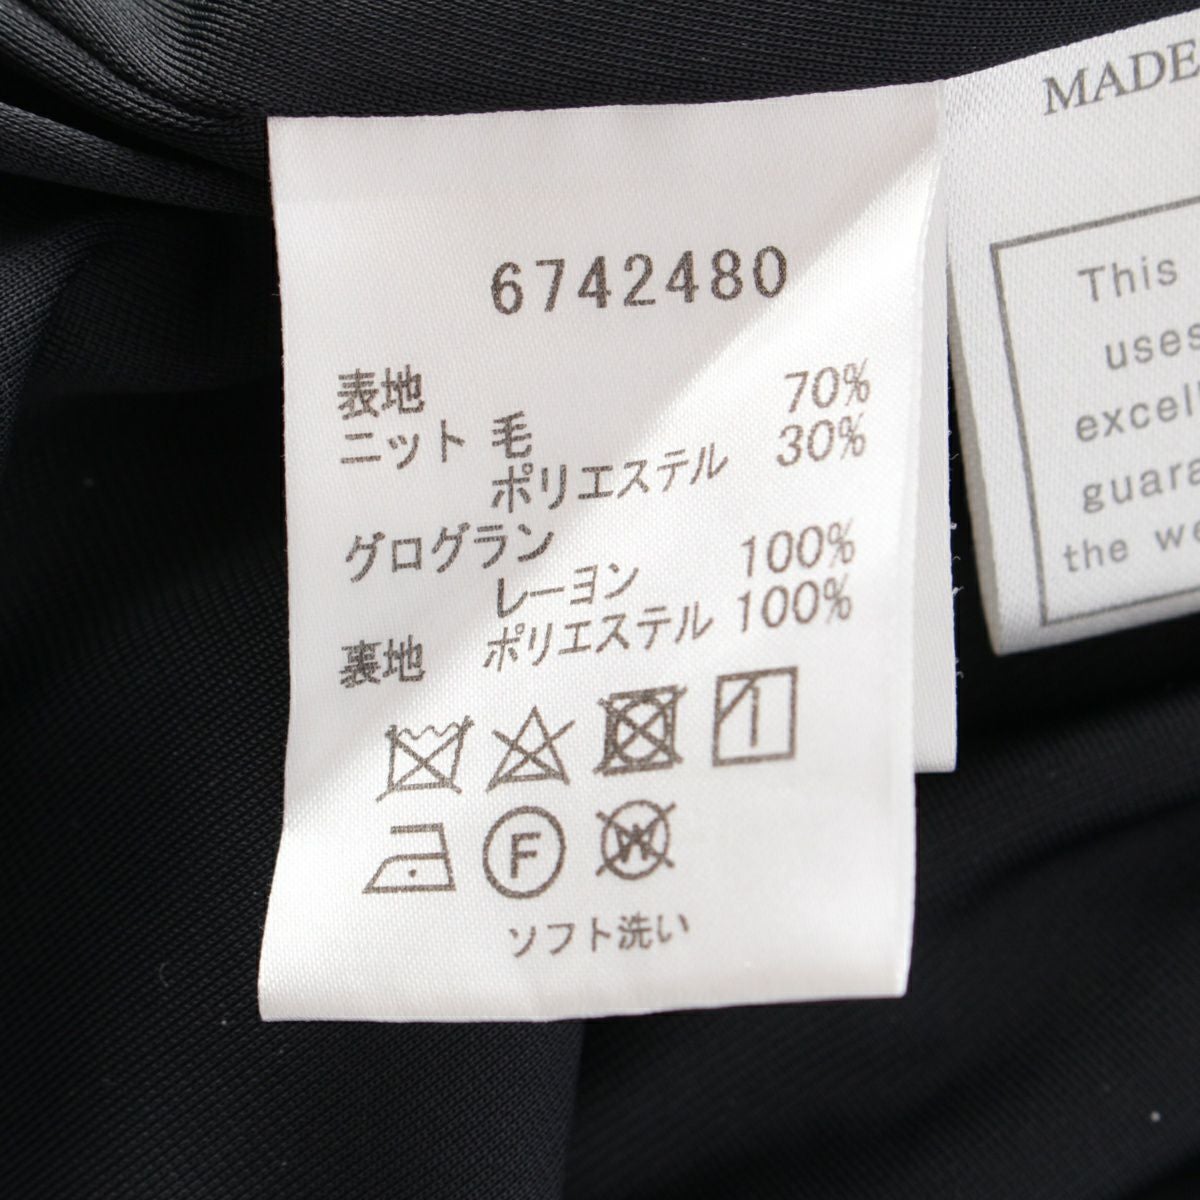 6742480
表地
ニット 毛 70%
ポリエステル 30%
グログラン
レーヨン 100%
裏地 ポリエステル 100%
F
W
ソフト洗い
MADE
This
uses
excell
guara
the we